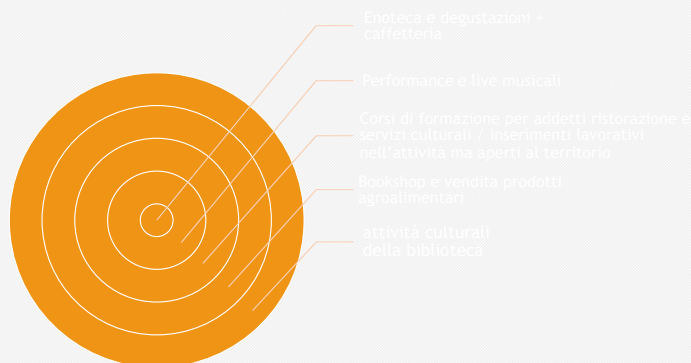 Enoteca e degustazioni +
caffetteria
Performance e live musicali
Corsi di formazione per addetti ristorazione e
servizi culturali / inserimenti lavorativi
nell'attività ma aperti al territorio
Bookshop e vendita prodotti
agroalimentari
attività culturali
della biblioteca